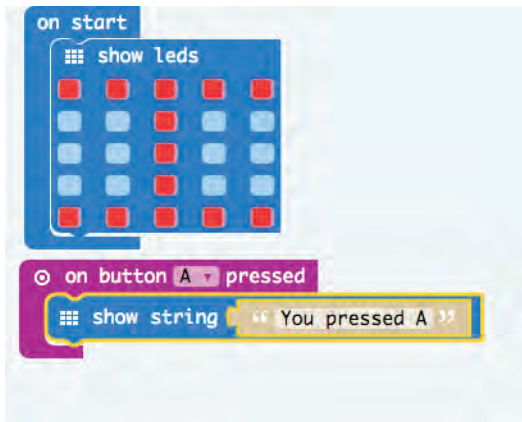 on start
show leds
on button A pressed
show string “ You pressed A ”